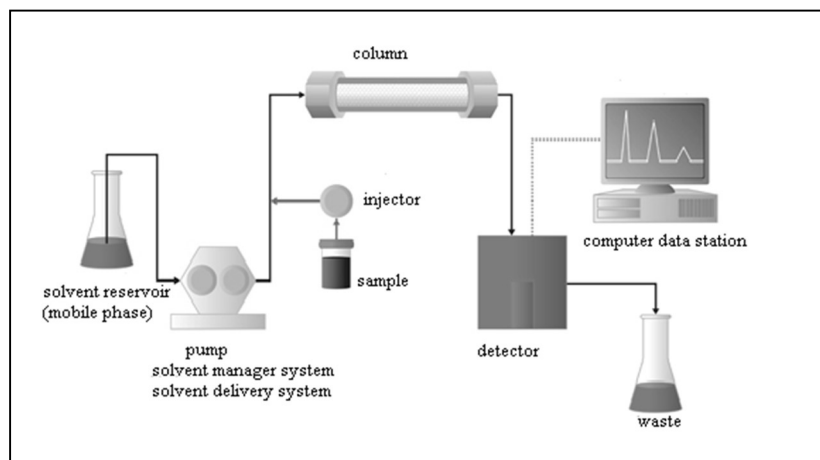 column
injector
sample
solvent reservoir
(mobile phase)
pump
solvent manager system
solvent delivery system
computer data station
detector
waste